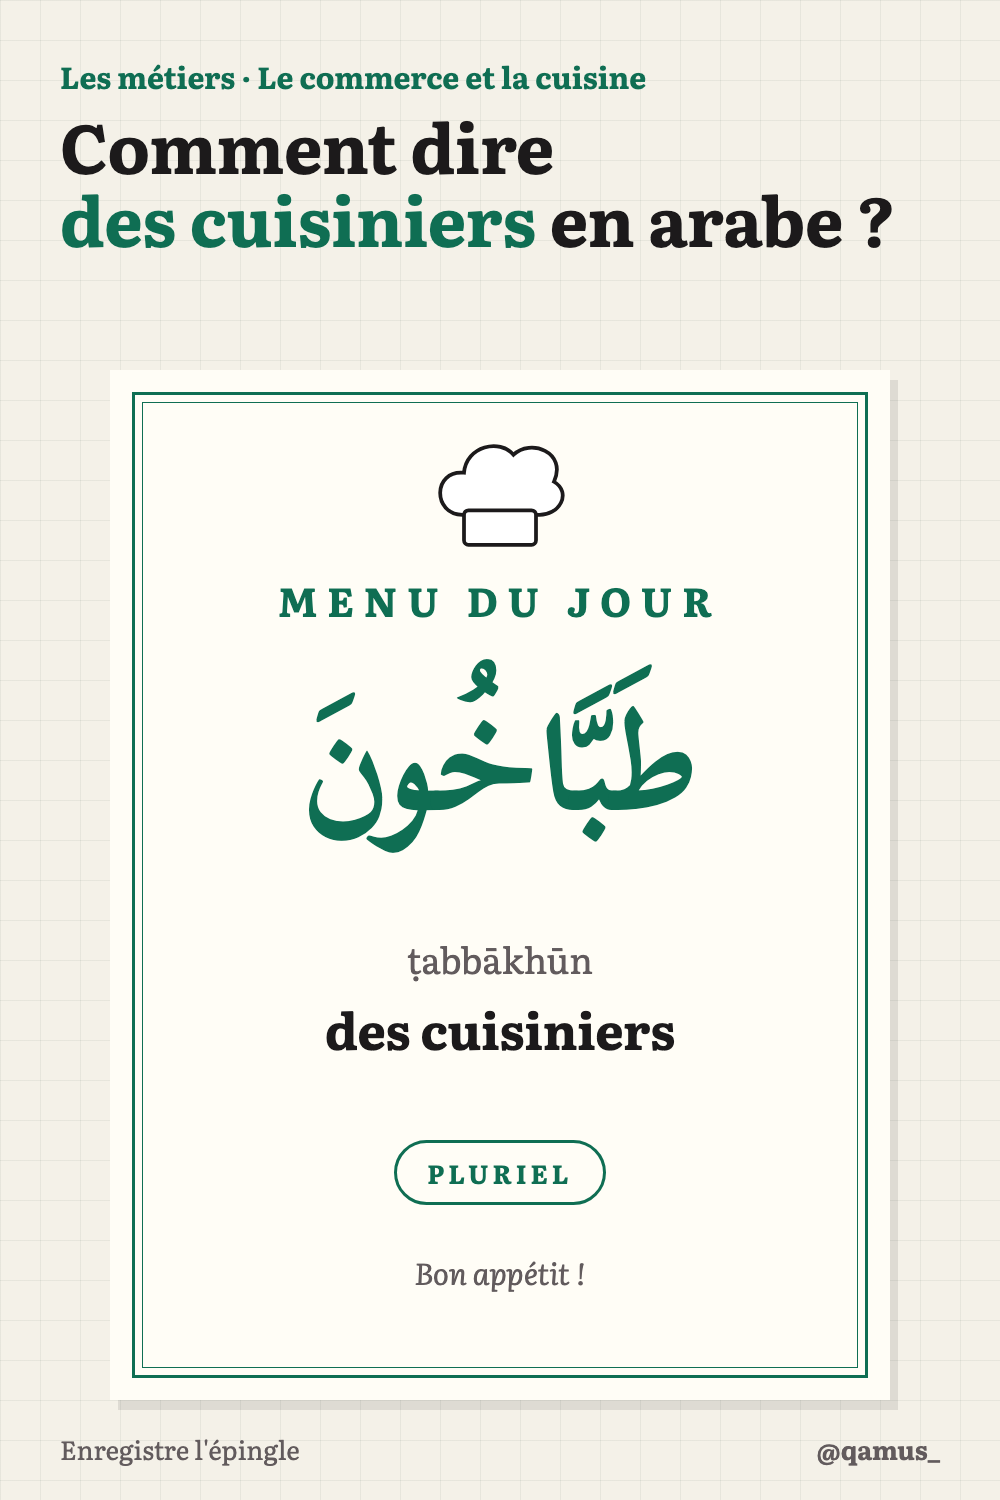 Les métiers · Le commerce et la cuisine
Comment dire
des cuisiniers en arabe ?
MENU DU JOUR
طَبَّاخُونَ
ṭabbākhūn
des cuisiniers
PLURIEL
Bon appétit !
Enregistre l'épingle
@qamus_